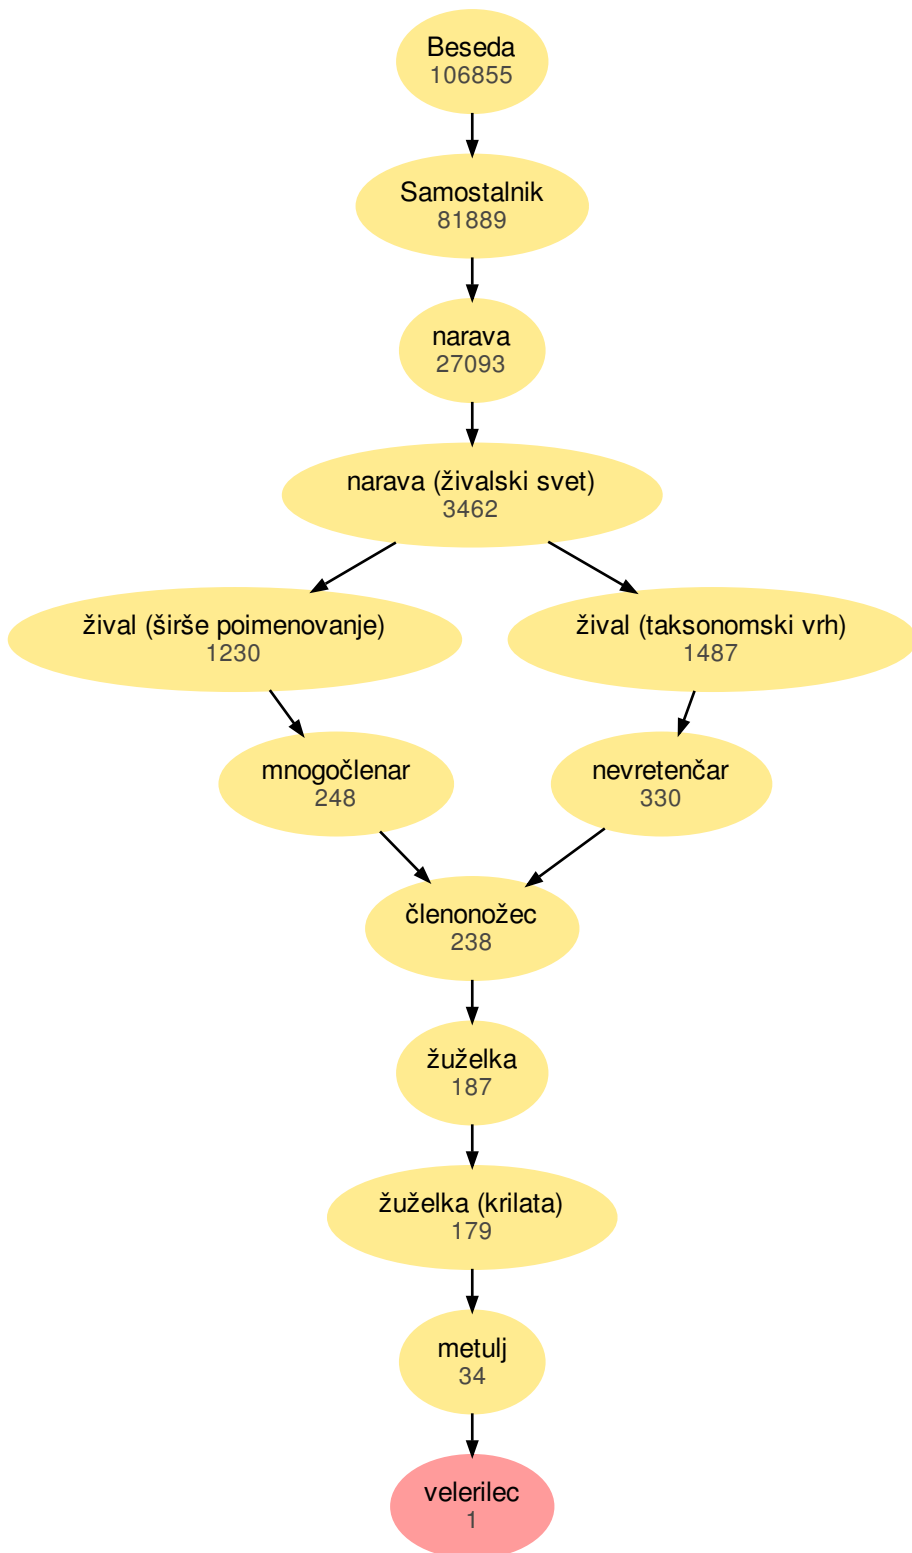 Beseda
106855
Samostalnik
81889
narava
27093
narava (živalski svet)
3462
žival (širše poimenovanje)
1230
žival (taksonomski vrh)
1487
mnogočlenar
248
nevretenčar
330
členonožec
238
žuželka
187
žuželka (krilata)
179
metulj
34
velerilec
1